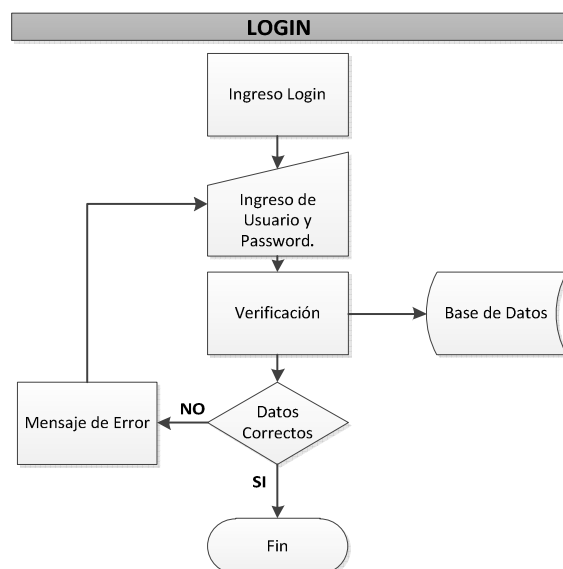 LOGIN
Ingreso Login
Ingreso de
Usuario y
Password.
Verificación
Base de Datos
Datos
Correctos
NO
Mensaje de Error
SI
Fin